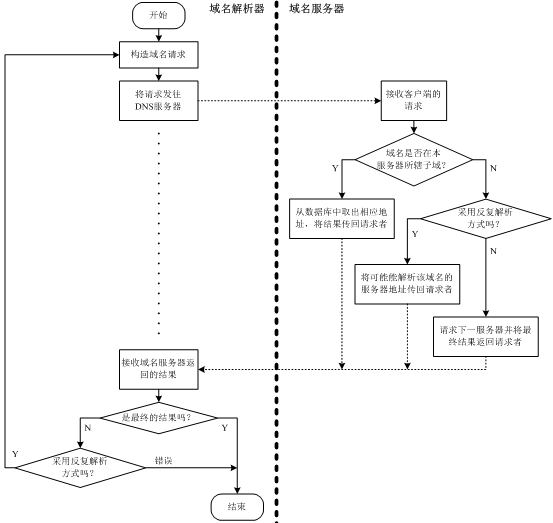 域名解析器
域名服务器
开始
构造域名请求
将请求发往
DNS服务器
接收客户端的
请求
域名是否在本
服务器所辖子域？
Y
N
从数据库中取出相应地
址，将结果传回请求者
采用反复解析
方式吗？
Y
N
将可能能解析该域名的
服务器地址传回请求者
请求下一服务器并将最
终结果返回请求者
接收域名服务器返
回的结果
是最终的结果吗？
N
Y
采用反复解析
方式吗？
Y
错误
结束